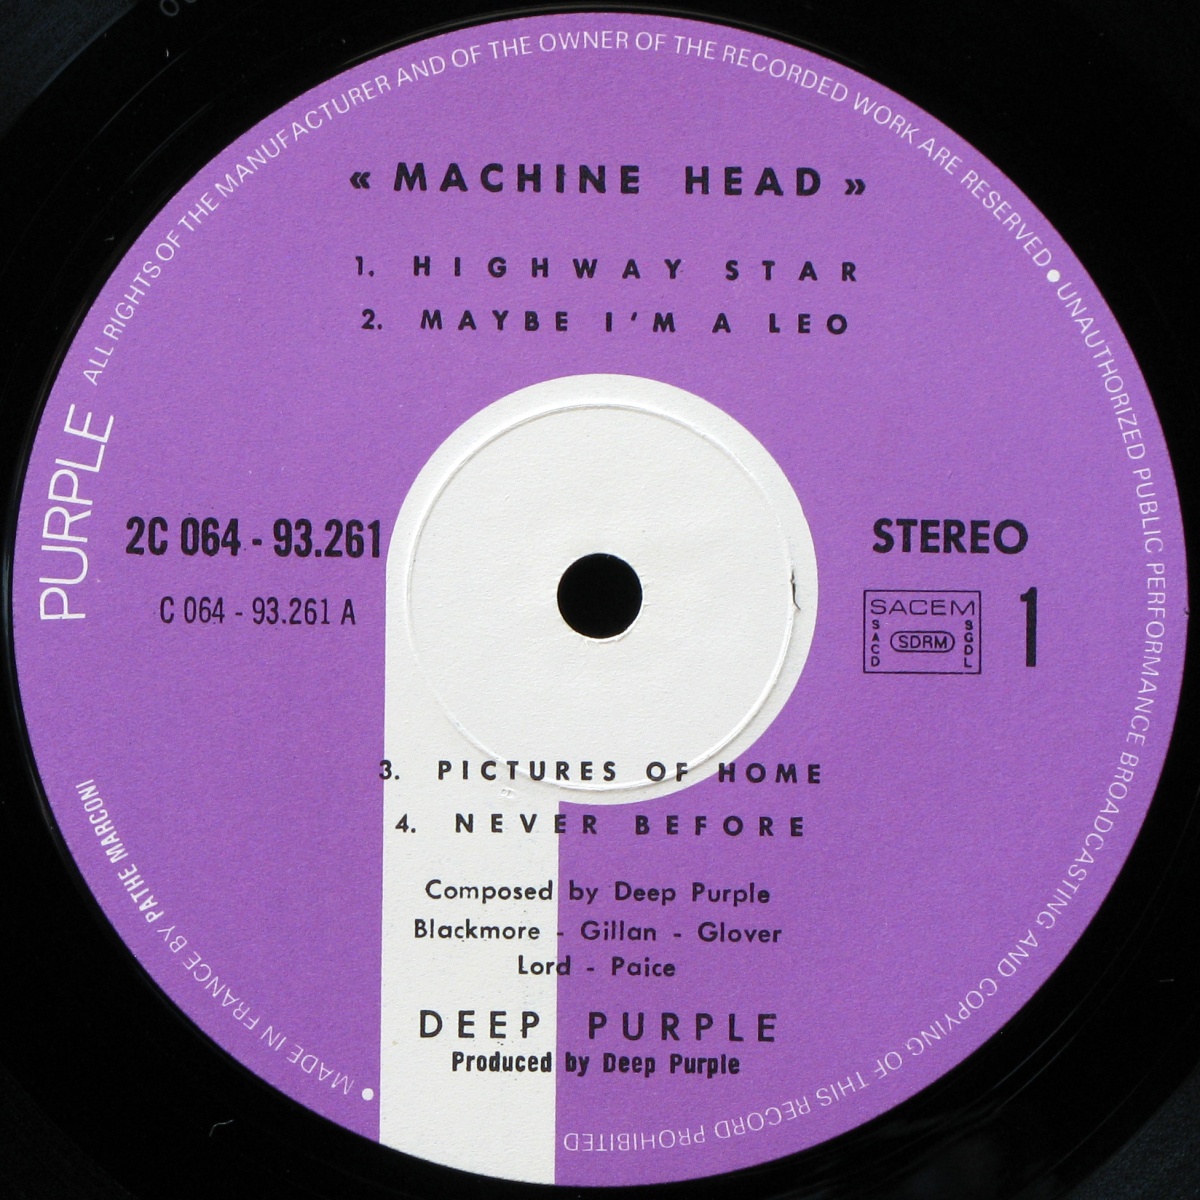 ALL RIGHTS OF THE MANUFACTURER AND OF THE OWNER OF THE RECORDED WORK ARE RESERVED • UNAUTHORIZED PUBLIC PERFORMANCE BROADCASTING AND COPYING OF THIS RECORD PROHIBITED
« MACHINE HEAD »
1. HIGHWAY STAR
2. MAYBE I'M A LEO
PURPLE
2C 064 - 93.261
C 064 - 93.261 A
STEREO
SACEM
SACD
SDRM
SGDL
1
3. PICTURES OF HOME
4. NEVER BEFORE
Composed by Deep Purple
Blackmore - Gillan - Glover
Lord - Paice
DEEP PURPLE
Produced by Deep Purple
• MADE IN FRANCE BY PATHE MARCONI